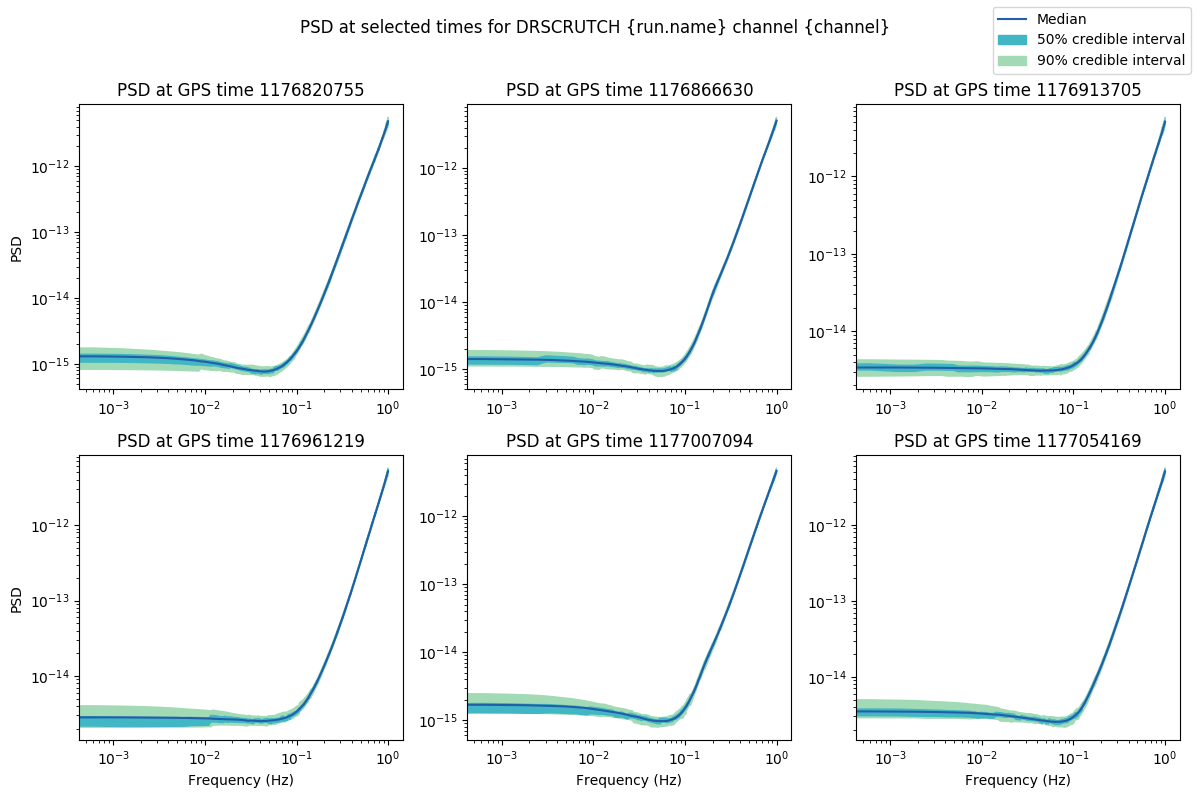 PSD at selected times for DRSCRUTCH {run.name} channel {channel}
Median
50% credible interval
90% credible interval
PSD at GPS time 1176820755
PSD at GPS time 1176866630
PSD at GPS time 1176913705
PSD
10⁻¹²
10⁻¹³
10⁻¹⁴
10⁻¹⁵
10⁻³ 10⁻² 10⁻¹ 10⁰
10⁻¹²
10⁻¹³
10⁻¹⁴
10⁻¹⁵
10⁻³ 10⁻² 10⁻¹ 10⁰
10⁻¹²
10⁻¹³
10⁻¹⁴
10⁻³ 10⁻² 10⁻¹ 10⁰
PSD at GPS time 1176961219
PSD at GPS time 1177007094
PSD at GPS time 1177054169
PSD
10⁻¹²
10⁻¹³
10⁻¹⁴
10⁻³ 10⁻² 10⁻¹ 10⁰
Frequency (Hz)
10⁻¹²
10⁻¹³
10⁻¹⁴
10⁻¹⁵
10⁻³ 10⁻² 10⁻¹ 10⁰
Frequency (Hz)
10⁻¹²
10⁻¹³
10⁻¹⁴
10⁻³ 10⁻² 10⁻¹ 10⁰
Frequency (Hz)